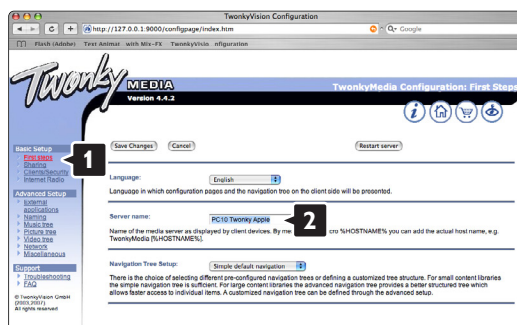 TwonkyVision Configuration
http://127.0.0.1:9000/configpage/index.htm
Google
Flash (Adobe) Test Animat with Mix-FX TwonkyVisio nfiguration
Twonky
MEDIA
Version 4.4.2
TwonkyMedia Configuration: First Steps
Save Changes Cancel Restart server
Basic Setup
First steps
Sharing
Clients/Security
Internet Radio
1
Advanced Setup
External
applications
Naming
Music tree
Picture tree
Video tree
Network
Miscellaneous
Support
Troubleshooting
FAQ
© TwonkyVision GmbH
(2003,2007)
All rights reserved
Language: English
Language in which configuration pages and the navigation tree on the client side will be presented.
Server name: PC10 Twonky Apple
2
Name of the media server as displayed by client devices. By me cro %HOSTNAME% you can add the actual host name, e.g.
TwonkyMedia [%HOSTNAME%].
Navigation Tree Setup: Simple default navigation
There is the choice of selecting different pre-configured navigation trees or defining a customized tree structure. For small content libraries
the simple navigation tree is sufficient. For large content libraries the advanced navigation tree provides a better structured tree which
allows faster access to individual items. A customized navigation tree can be defined through the advanced setup.